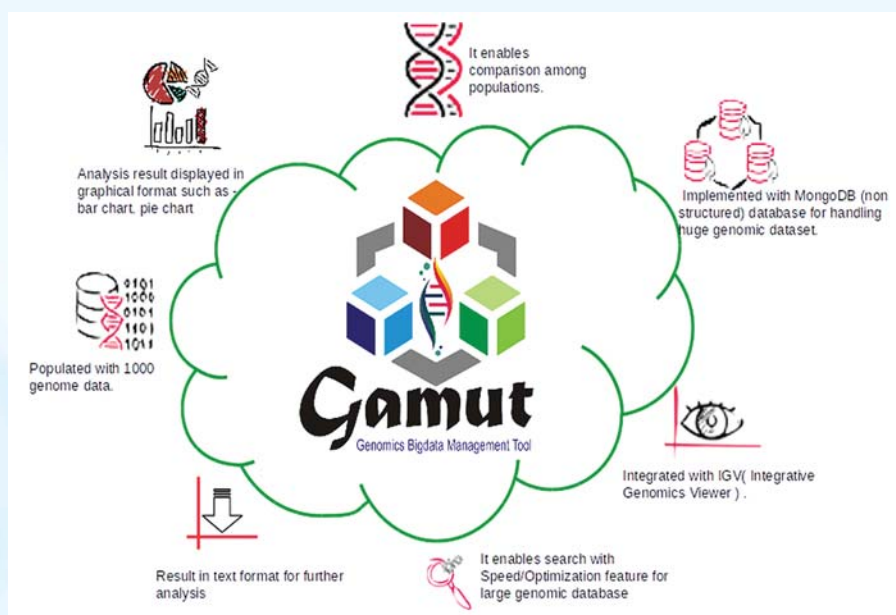 It enables
comparison among
populations.
Analysis result displayed in
graphical format such as -
bar chart, pie chart
Implemented with MongoDB (non
structured) database for handling
huge genomic dataset.
0101
1000
0101
1101
1011
Populated with 1000
genome data.
Gamut
Genomics Bigdata Management Tool
Integrated with IGV( Integrative
Genomics Viewer ) .
Result in text format for further
analysis
It enables search with
Speed/Optimization feature for
large genomic database